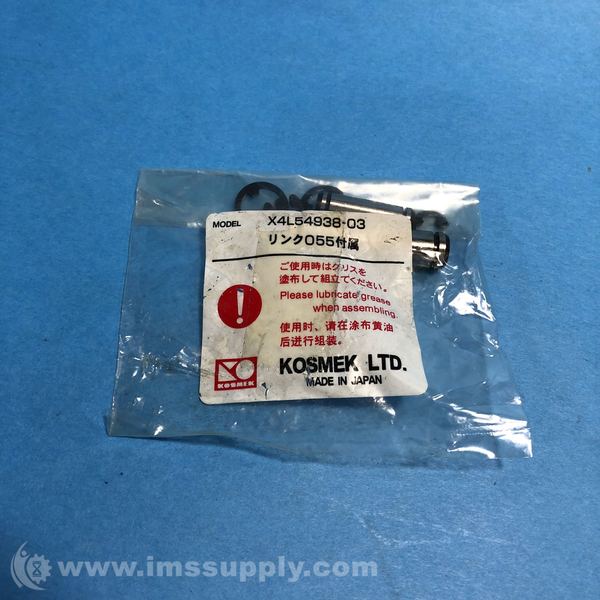 MODEL X4L54938-03
リンク055付属
ご使用時はグリスを
塗布して組立てください。
Please lubricate grease
when assembling.
使用时、请在涂布黄油
后进行组装。
KOSMEK
KOSMEK LTD.
MADE IN JAPAN
www.imssupply.com